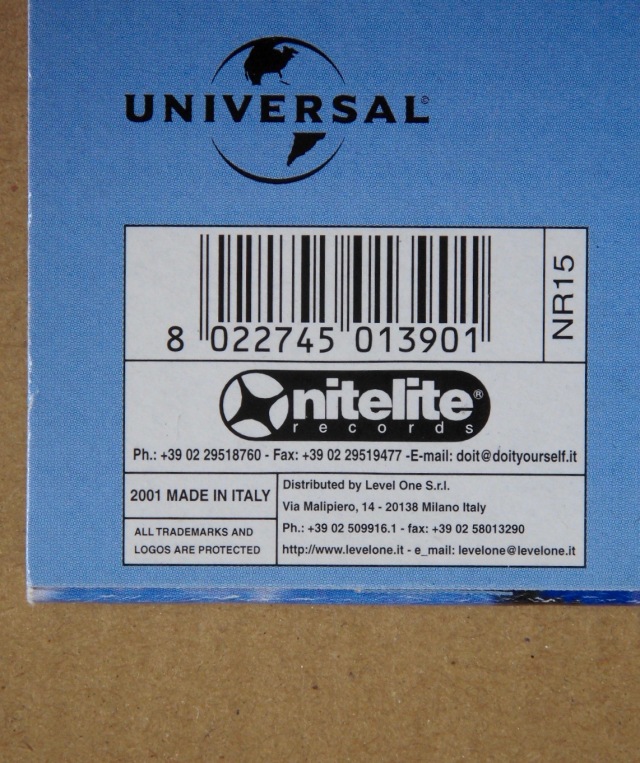 UNIVERSAL©
8 022745 013901
NR15
nitelite®
records
Ph.: +39 02 29518760 - Fax: +39 02 29519477 -E-mail: doit@doityourself.it
2001 MADE IN ITALY
ALL TRADEMARKS AND
LOGOS ARE PROTECTED
Distributed by Level One S.r.l.
Via Malipiero, 14 - 20138 Milano Italy
Ph.: +39 02 509916.1 - fax: +39 02 58013290
http://www.levelone.it - e_mail: levelone@levelone.it